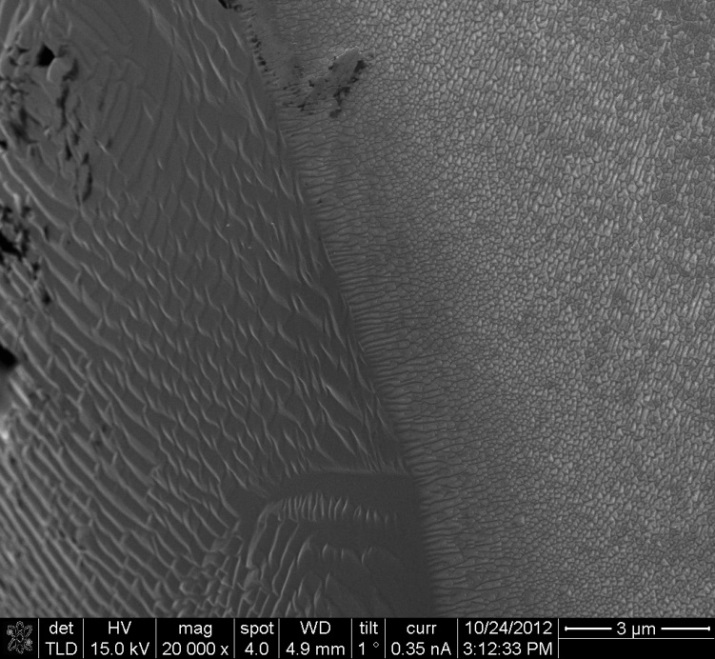 det HV mag spot WD tilt curr 10/24/2012 3 µm
TLD 15.0 kV 20 000 x 4.0 4.9 mm 1 ° 0.35 nA 3:12:33 PM